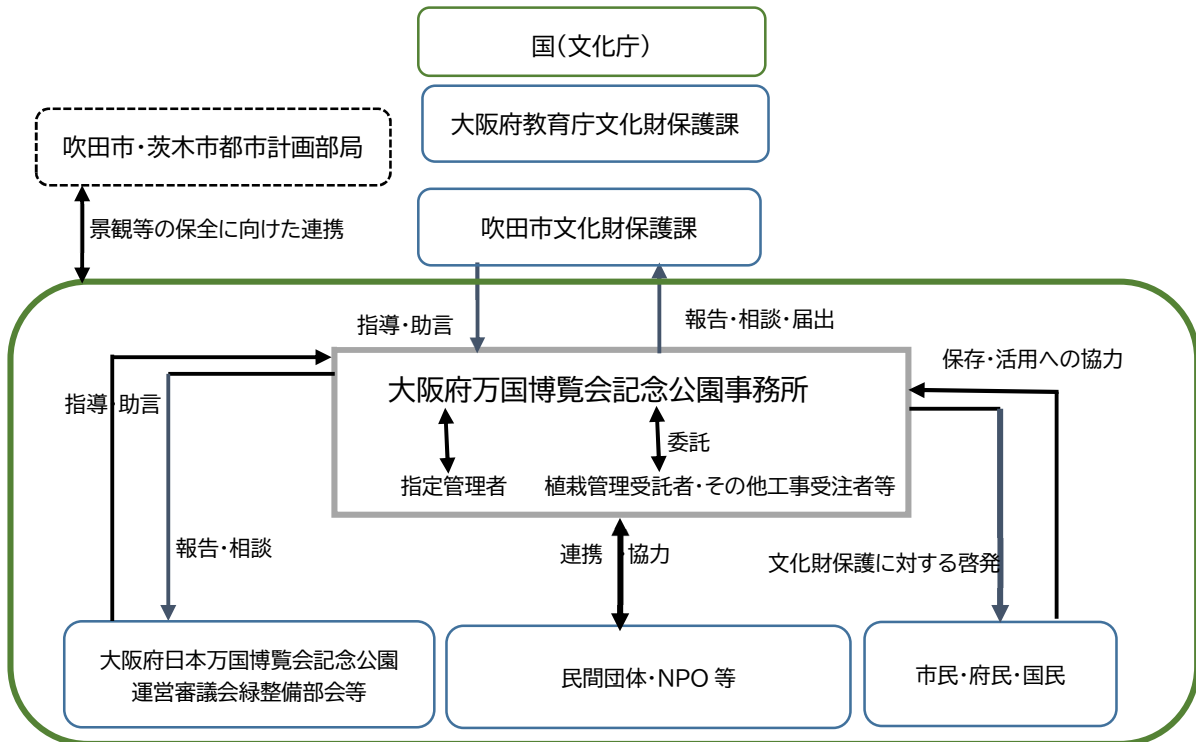 国(文化庁)
大阪府教育庁文化財保護課
吹田市・茨木市都市計画部局
吹田市文化財保護課
景観等の保全に向けた連携
指導・助言
報告・相談・届出
保存・活用への協力
大阪府万国博覧会記念公園事務所
指導・助言
委託
指定管理者
植栽管理受託者・その他工事受注者等
報告・相談
連携・協力
文化財保護に対する啓発
大阪府日本万国博覧会記念公園
運営審議会緑整備部会等
民間団体・NPO 等
市民・府民・国民